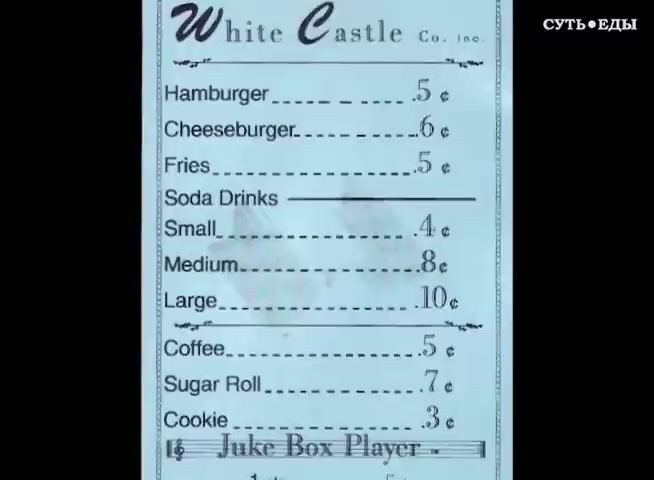 СУТЬ•ЕДЫ
White Castle Co. Inc.
Hamburger .5 ¢
Cheeseburger .6 ¢
Fries .5 ¢
Soda Drinks
Small .4 ¢
Medium .8¢
Large .10¢
Coffee .5 ¢
Sugar Roll .7 ¢
Cookie .3 ¢
Juke Box Player